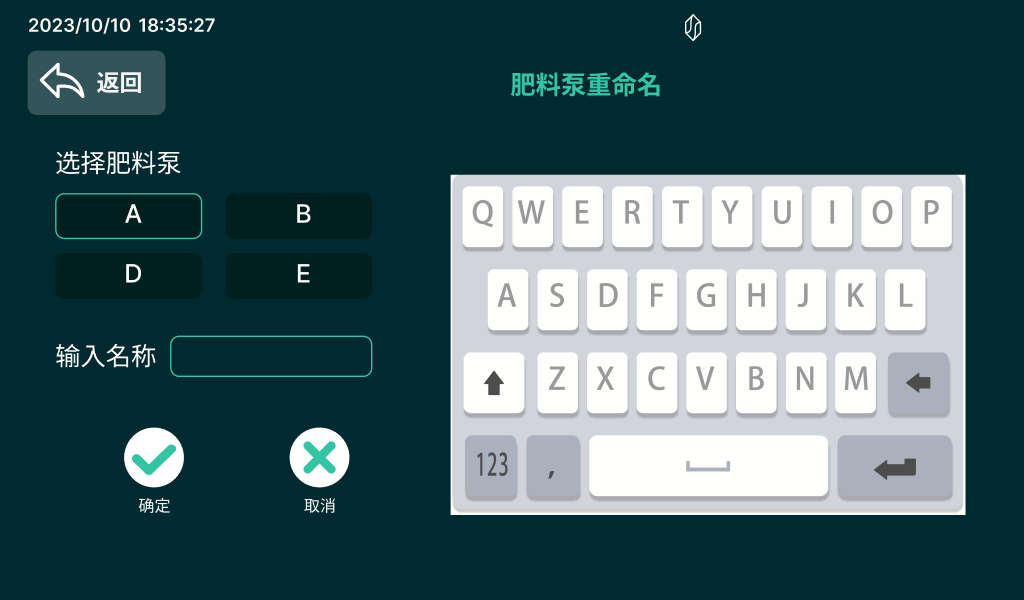 2023/10/10 18:35:27
返回
肥料泵重命名
选择肥料泵
A B
D E
输入名称
确定 取消
Q W E R T Y U I O P
A S D F G H J K L
Z X C V B N M
123 ,